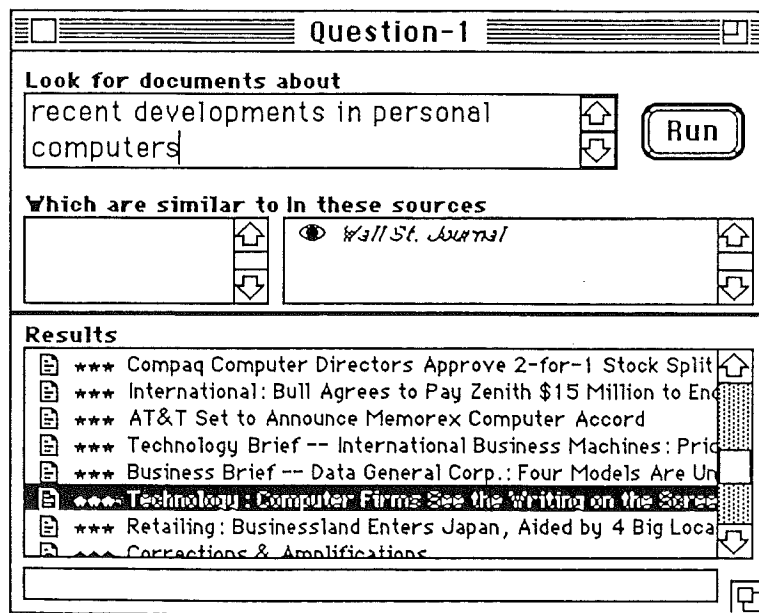 Question-1
Look for documents about
recent developments in personal
computers
Run
Which are similar to In these sources
Wall St. Journal
Results
*** Compaq Computer Directors Approve 2-for-1 Stock Split
*** International: Bull Agrees to Pay Zenith $15 Million to End
*** AT&T Set to Announce Memorex Computer Accord
*** Technology Brief -- International Business Machines: Pric
*** Business Brief -- Data General Corp.: Four Models Are Un
*** Technology: Computer Firms See the Writing on the Scree
*** Retailing: Businessland Enters Japan, Aided by 4 Big Loca
*** Corrections & Amplifications